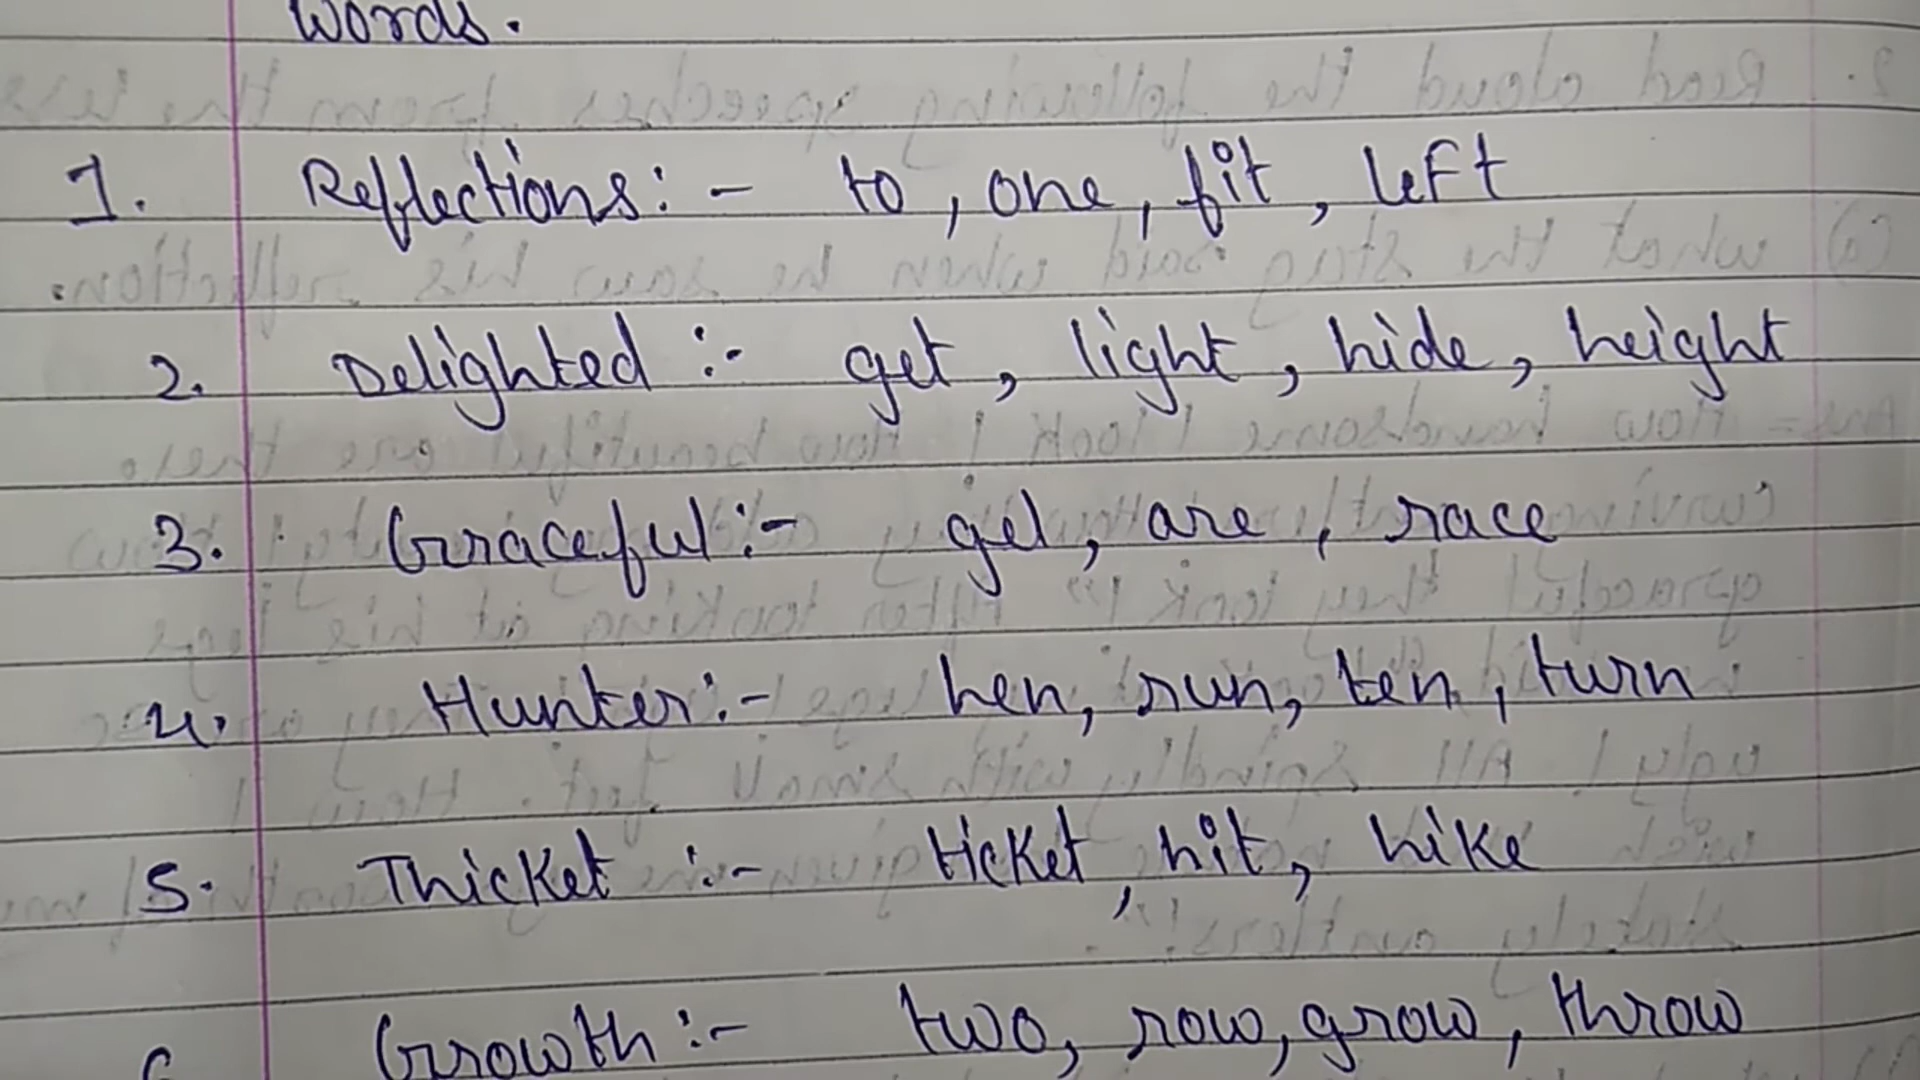 words.
1. Reflections:- to, one, fit, left
2. Delighted :- get, light, hide, height
3. Graceful:- gel, are, race
4. Hunter:- hen, run, ten, turn
5. Thicket :- ticket, hit, hike
6 Growth:- two, row, grow, throw